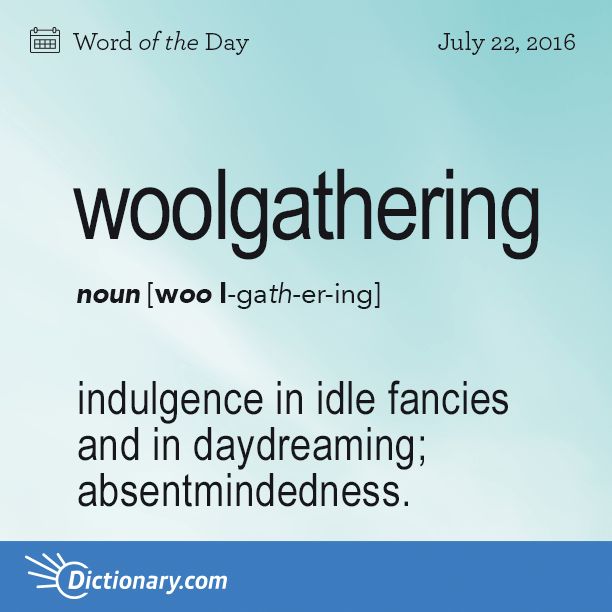 Word of the Day
July 22, 2016
woolgathering
noun [woo l-gath-er-ing]
indulgence in idle fancies
and in daydreaming;
absentmindedness.
Dictionary.com